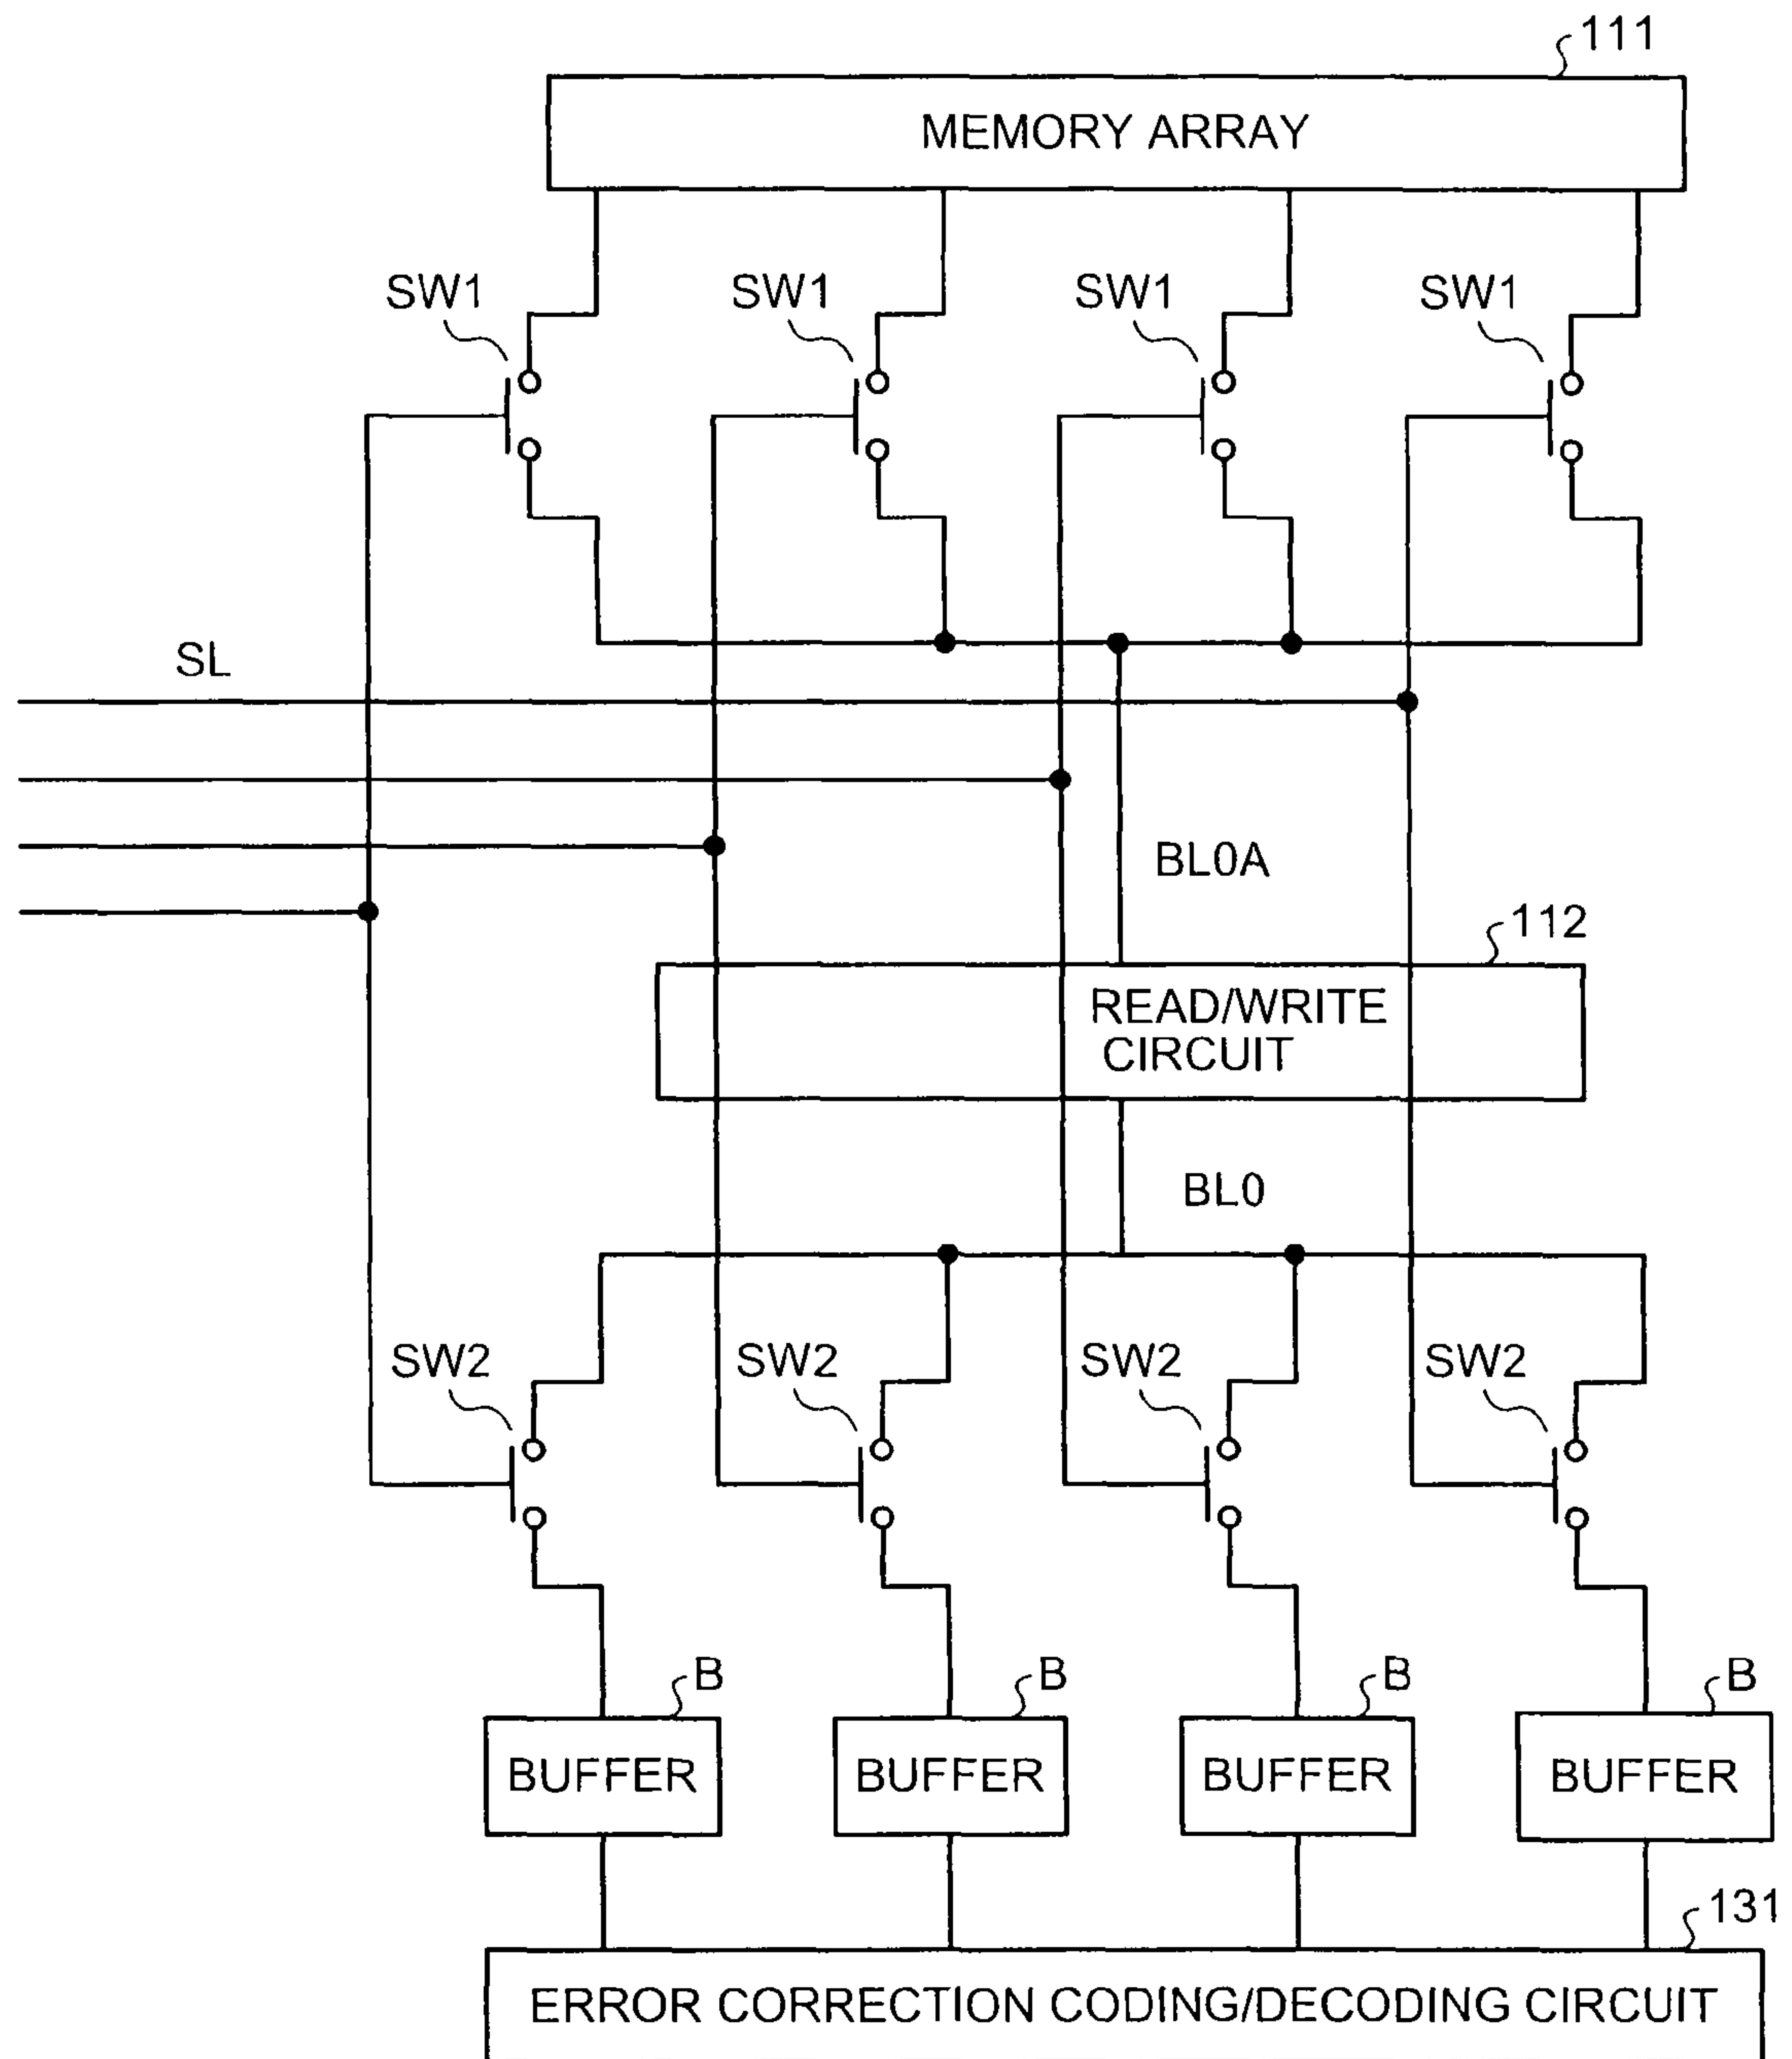 111
MEMORY ARRAY
SW1 SW1 SW1 SW1
SL
BL0A
112
READ/WRITE
CIRCUIT
BL0
SW2 SW2 SW2 SW2
B B B B
BUFFER BUFFER BUFFER BUFFER
131
ERROR CORRECTION CODING/DECODING CIRCUIT